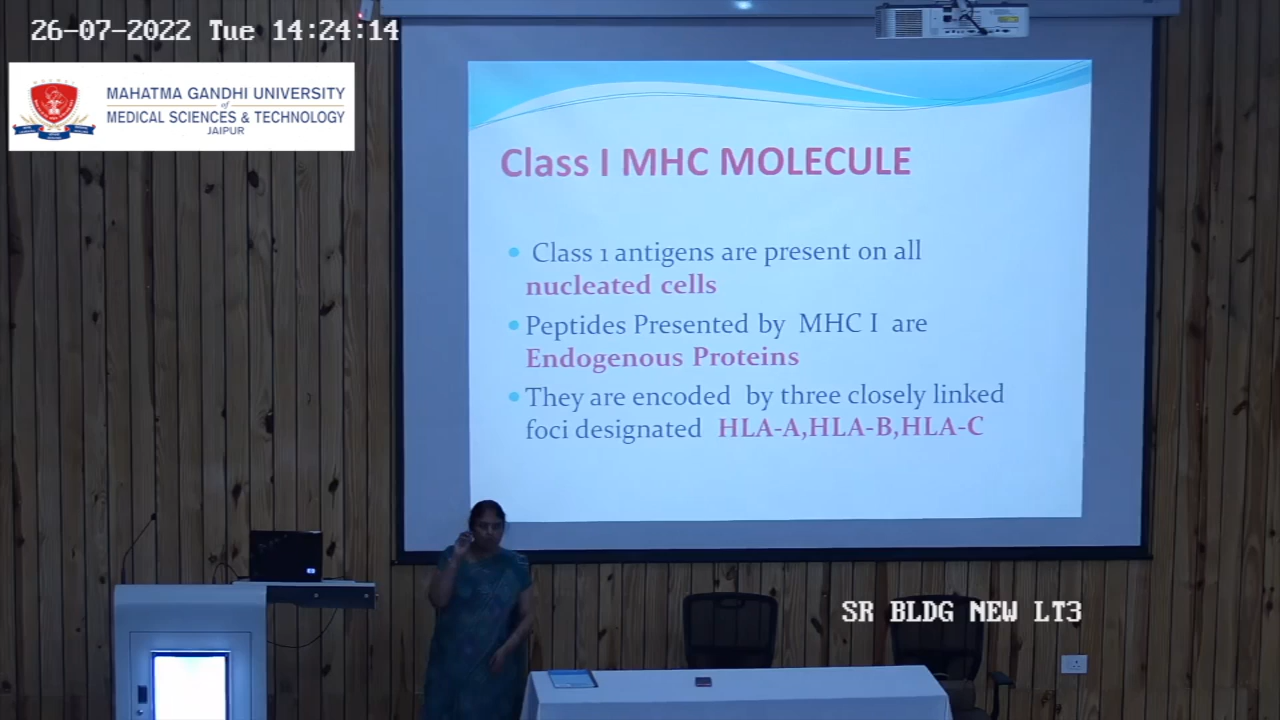 26-07-2022 Tue 14:24:14
MAHATMA GANDHI UNIVERSITY
of
MEDICAL SCIENCES & TECHNOLOGY
JAIPUR
Class I MHC MOLECULE
Class 1 antigens are present on all
nucleated cells
Peptides Presented by MHC I are
Endogenous Proteins
They are encoded by three closely linked
foci designated HLA-A,HLA-B,HLA-C
SR BLDG NEW LT3